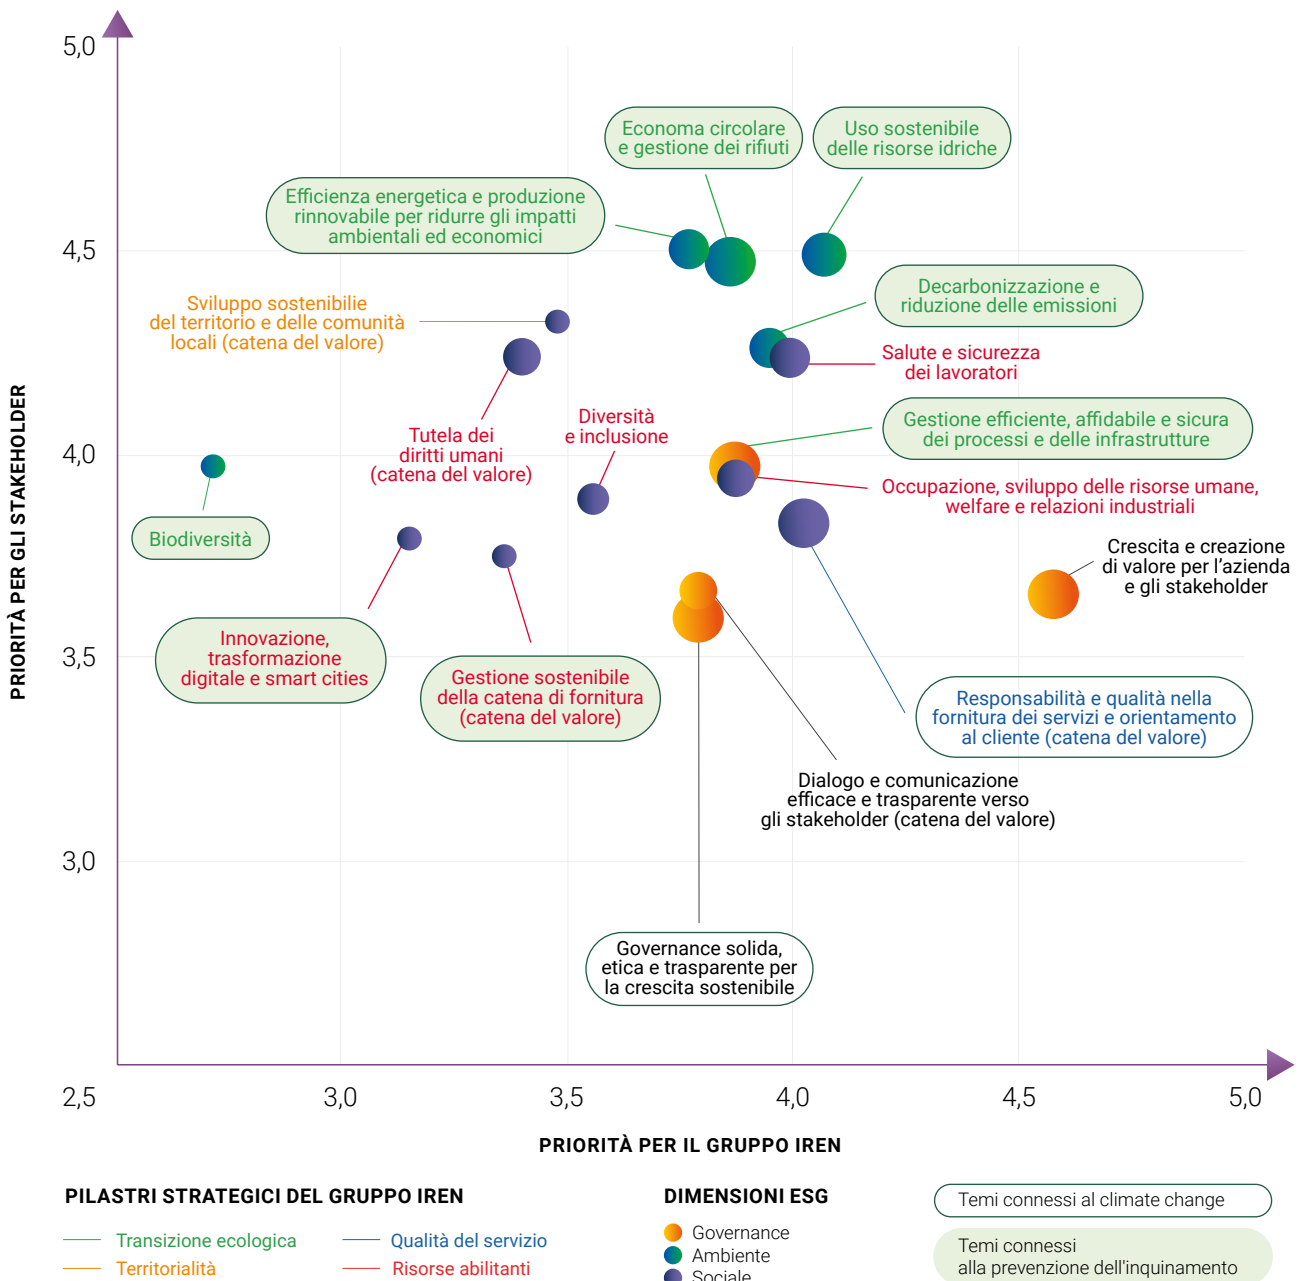 5,0
Economa circolare
e gestione dei rifiuti
Uso sostenibile
delle risorse idriche
Efficienza energetica e produzione
rinnovabile per ridurre gli impatti
ambientali ed economici
4,5
Decarbonizzazione e
riduzione delle emissioni
Sviluppo sostenibilie
del territorio e delle comunità
locali (catena del valore)
Salute e sicurezza
dei lavoratori
PRIORITÀ PER GLI STAKEHOLDER
Tutela dei
diritti umani
(catena del valore)
Diversità
e inclusione
Gestione efficiente, affidabile e sicura
dei processi e delle infrastrutture
4,0
Occupazione, sviluppo delle risorse umane,
welfare e relazioni industriali
Biodiversità
Crescita e creazione
di valore per l'azienda
e gli stakeholder
Innovazione,
trasformazione
digitale e smart cities
3,5
Gestione sostenibile
della catena di fornitura
(catena del valore)
Responsabilità e qualità nella
fornitura dei servizi e orientamento
al cliente (catena del valore)
Dialogo e comunicazione
efficace e trasparente verso
gli stakeholder (catena del valore)
3,0
Governance solida,
etica e trasparente per
la crescita sostenibile
2,5
3,0
3,5
4,0
4,5
5,0
PRIORITÀ PER IL GRUPPO IREN
PILASTRI STRATEGICI DEL GRUPPO IREN
Transizione ecologica
Qualità del servizio
Territorialità
Risorse abilitanti
DIMENSIONI ESG
Governance
Ambiente
Sociale
Temi connessi al climate change
Temi connessi
alla prevenzione dell'inquinamento